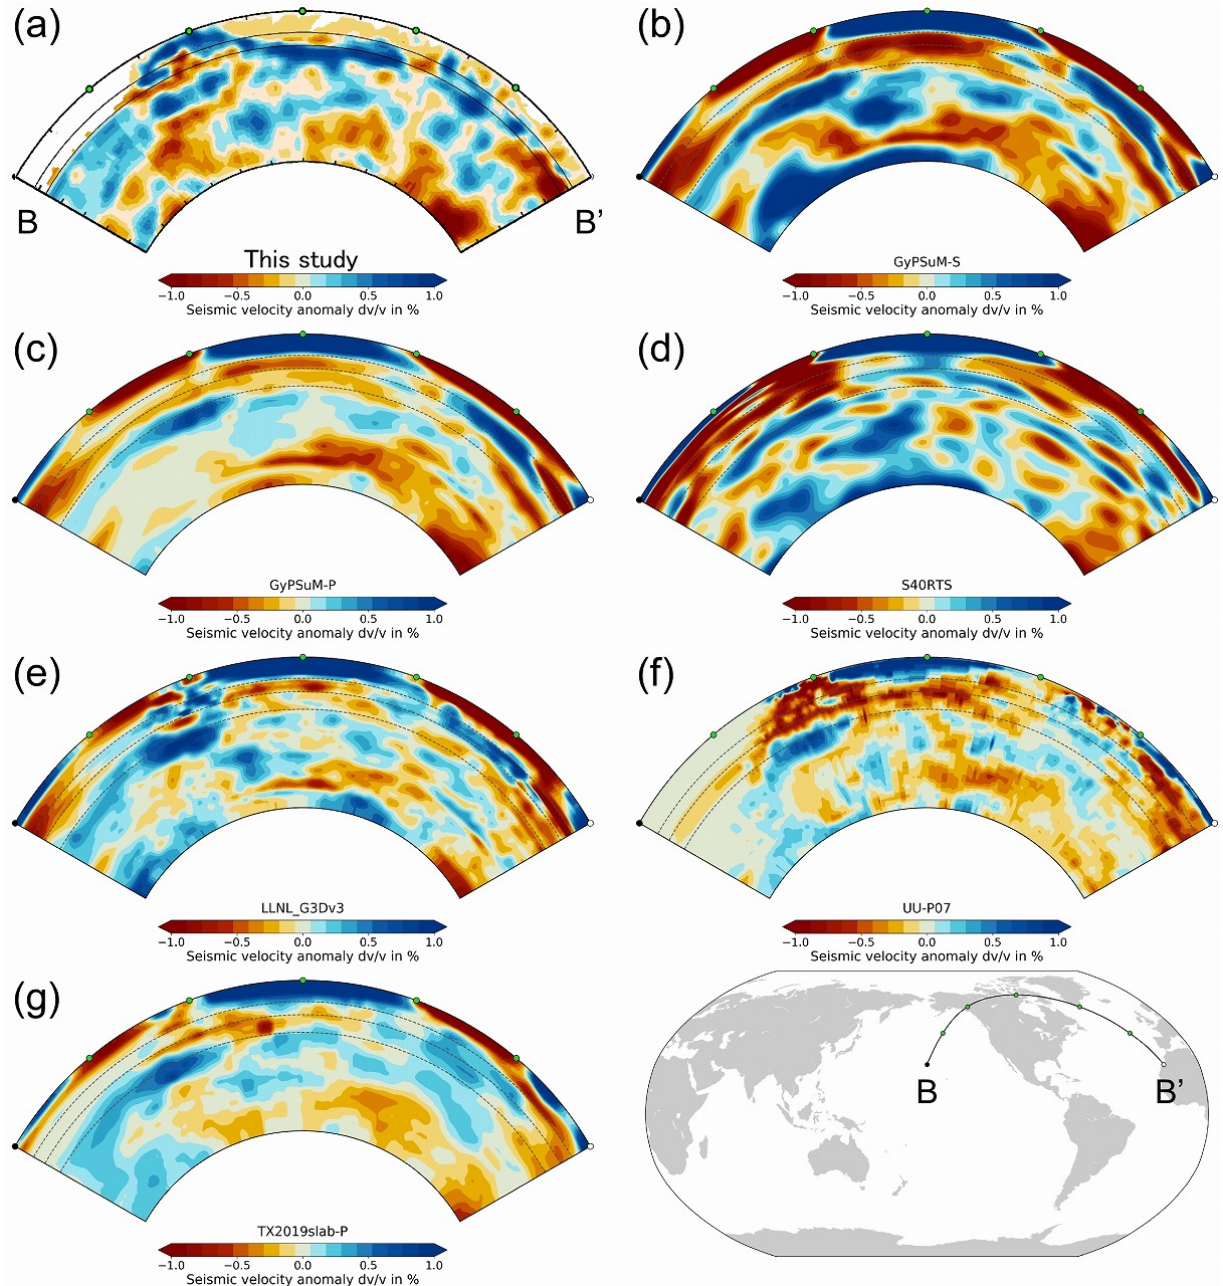 (a)
B
B’
This study
−1.0 −0.5 0.0 0.5 1.0
Seismic velocity anomaly dv/v in %
(b)
GyPSuM-S
−1.0 −0.5 0.0 0.5 1.0
Seismic velocity anomaly dv/v in %
(c)
GyPSuM-P
−1.0 −0.5 0.0 0.5 1.0
Seismic velocity anomaly dv/v in %
(d)
S40RTS
−1.0 −0.5 0.0 0.5 1.0
Seismic velocity anomaly dv/v in %
(e)
LLNL_G3Dv3
−1.0 −0.5 0.0 0.5 1.0
Seismic velocity anomaly dv/v in %
(f)
UU-P07
−1.0 −0.5 0.0 0.5 1.0
Seismic velocity anomaly dv/v in %
(g)
TX2019slab-P
−1.0 −0.5 0.0 0.5 1.0
Seismic velocity anomaly dv/v in %
B
B’